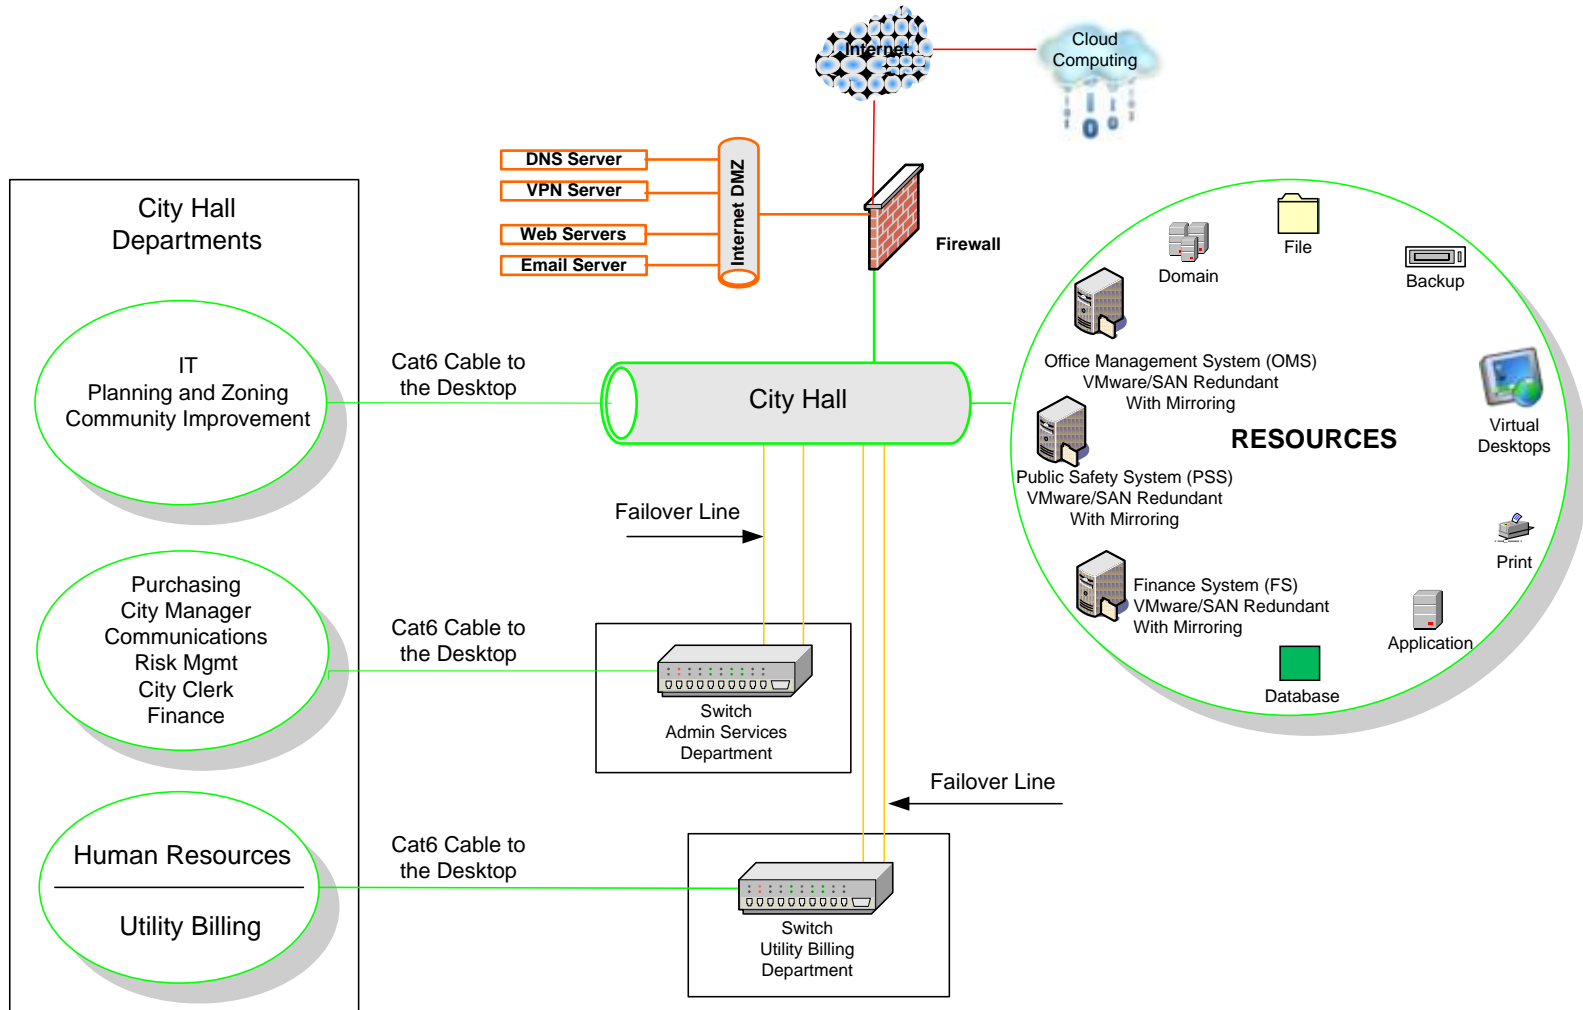 Internet
Cloud
Computing
DNS Server
VPN Server
Web Servers
Email Server
Internet DMZ
Firewall
City Hall
Departments
IT
Planning and Zoning
Community Improvement
Cat6 Cable to
the Desktop
City Hall
Failover Line
Purchasing
City Manager
Communications
Risk Mgmt
City Clerk
Finance
Cat6 Cable to
the Desktop
Switch
Admin Services
Department
Failover Line
Human Resources
Utility Billing
Cat6 Cable to
the Desktop
Switch
Utility Billing
Department
File
Domain
Backup
Office Management System (OMS)
VMware/SAN Redundant
With Mirroring
RESOURCES
Virtual
Desktops
Public Safety System (PSS)
VMware/SAN Redundant
With Mirroring
Print
Finance System (FS)
VMware/SAN Redundant
With Mirroring
Application
Database